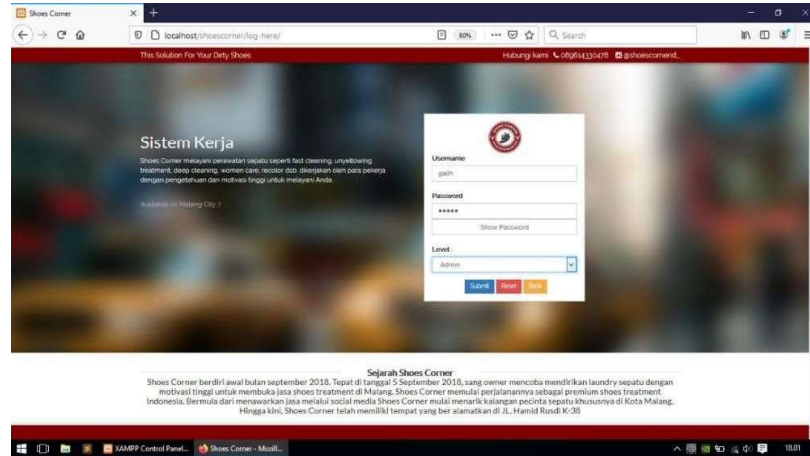 Shoes Corner
localhost/shoescorner/log-here/
80%
Search
This Solution For Your Dirty Shoes
Hubungi kami 089614330478 @shoescornerid_
Sistem Kerja
Shoes Corner melayani perawatan sepatu seperti fast cleaning, unyellowing
treatment, deep cleaning, women care, recolor dsb. dikerjakan oleh para pekerja
dengan pengetahuan dan motivasi tinggi untuk melayani Anda.
Available on Malang City
Username
galih
Password
Show Password
Level :
Admin
Submit Reset Back
Sejarah Shoes Corner
Shoes Corner berdiri awal bulan september 2018. Tepat di tanggal 5 September 2018, sang owner mencoba mendirikan laundry sepatu dengan
motivasi tinggi untuk membuka jasa shoes treatment di Malang. Shoes Corner memulai perjalanannya sebagai premium shoes treatment
Indonesia. Bermula dari menawarkan jasa melalui social media Shoes Corner mulai menarik kalangan pecinta sepatu khususnya di Kota Malang.
Hingga kini, Shoes Corner telah memiliki tempat yang ber alamatkan di JL. Hamid Rusdi K-38
XAMPP Control Panel...
Shoes Corner - Mozill...
18.01